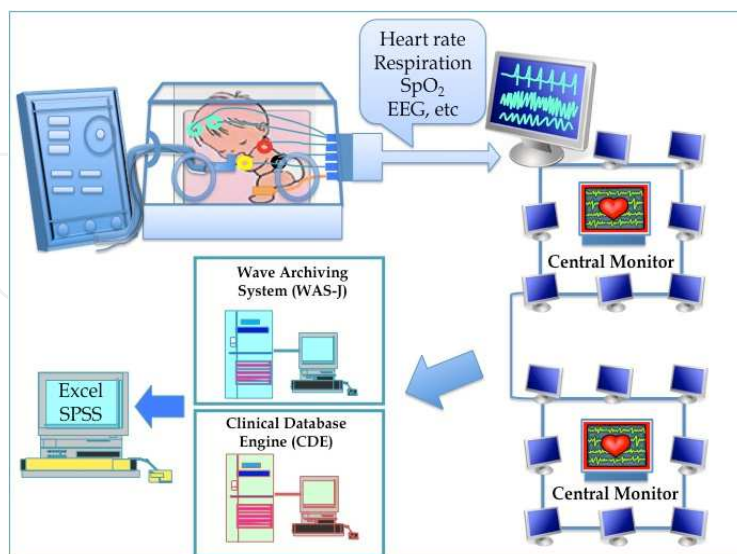 Heart rate
Respiration
SpO₂
EEG, etc
Central Monitor
Wave Archiving
System (WAS-J)
Excel
SPSS
Clinical Database
Engine (CDE)
Central Monitor